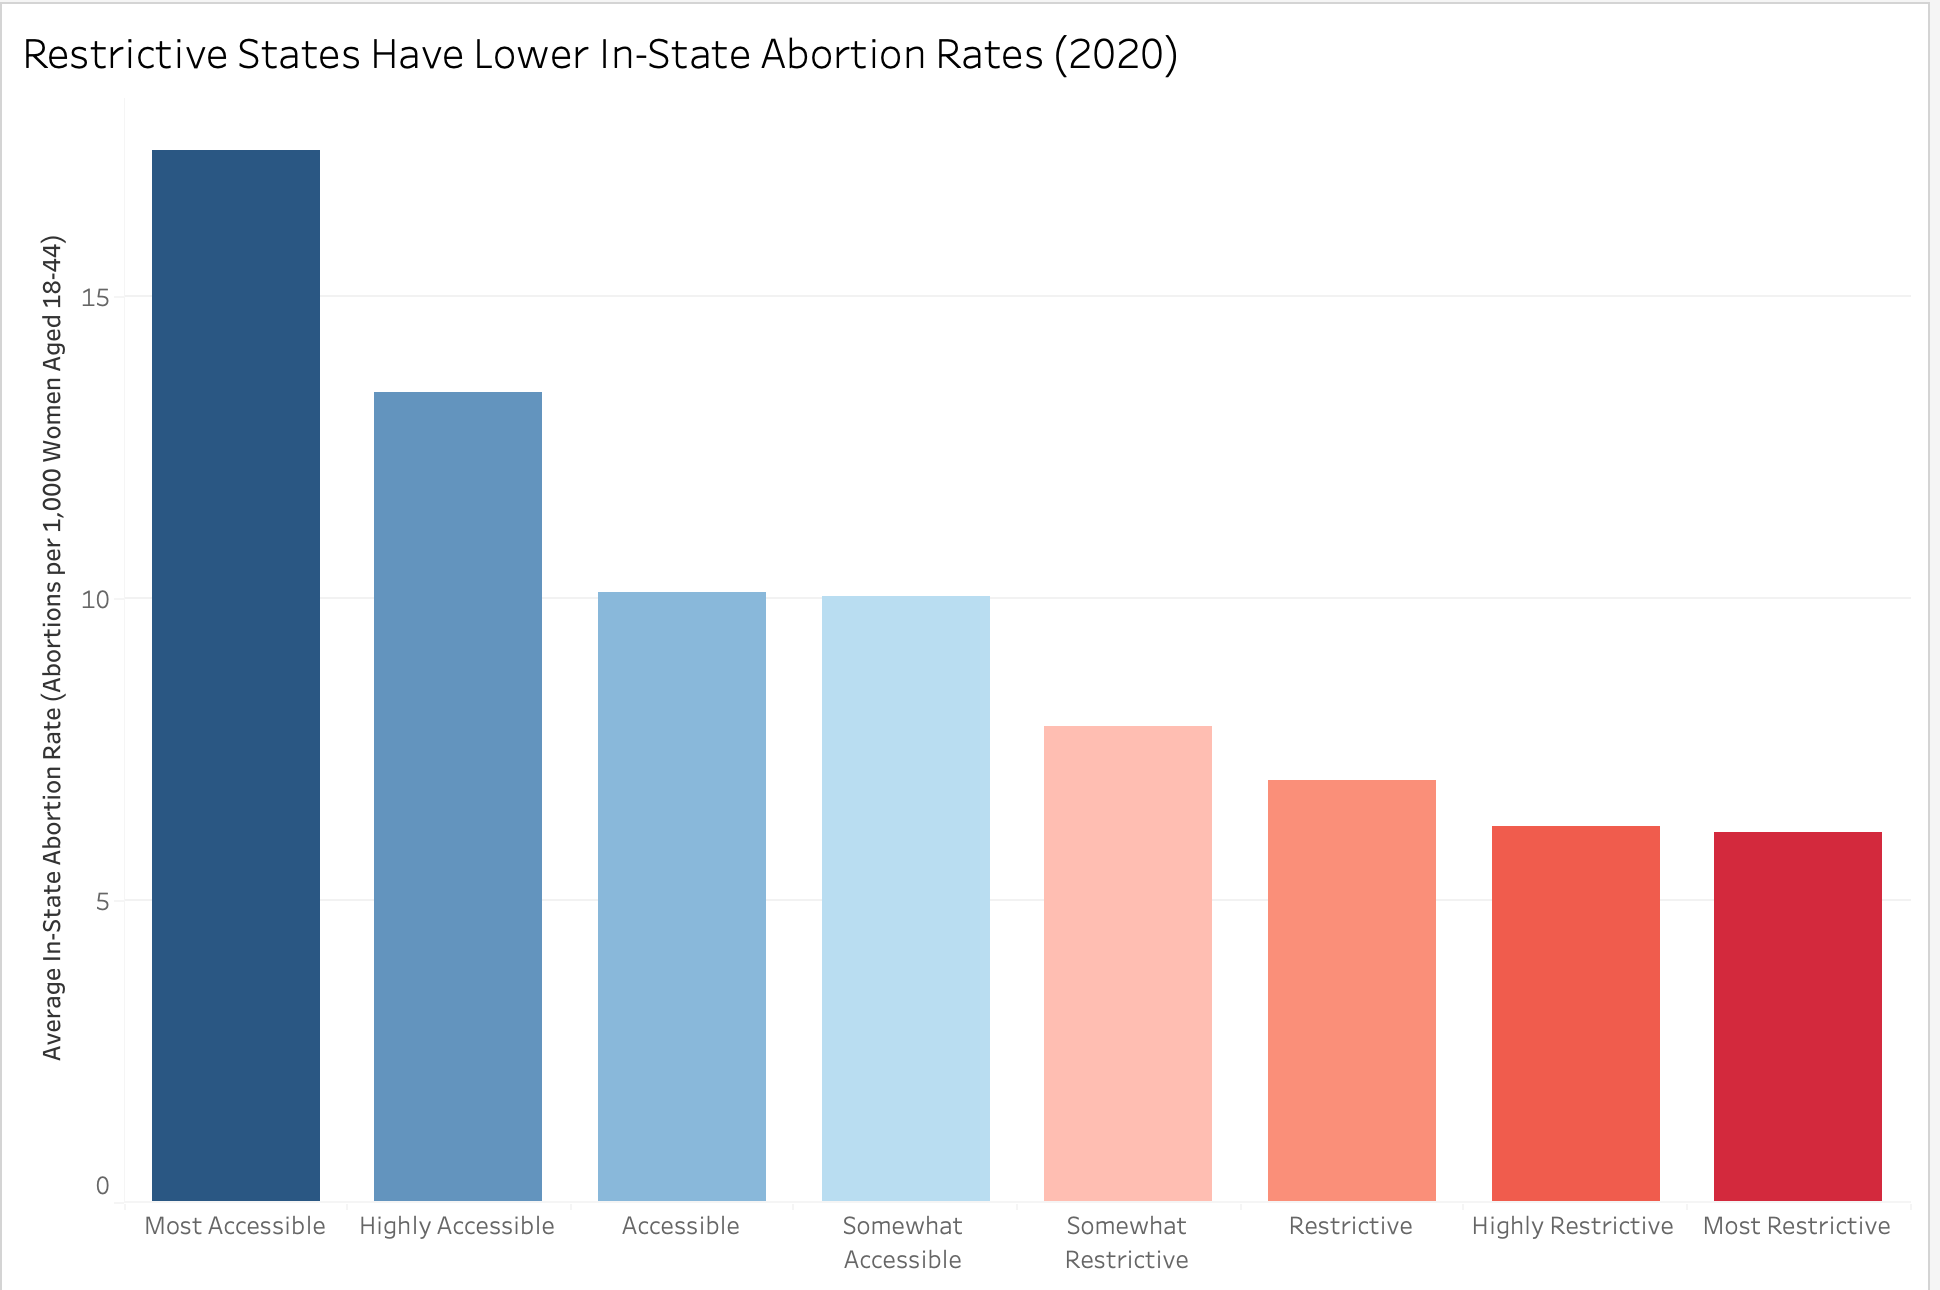 Restrictive States Have Lower In-State Abortion Rates (2020)
Average In-State Abortion Rate (Abortions per 1,000 Women Aged 18-44)
15
10
5
0
Most Accessible
Highly Accessible
Accessible
Somewhat
Accessible
Somewhat
Restrictive
Restrictive
Highly Restrictive
Most Restrictive